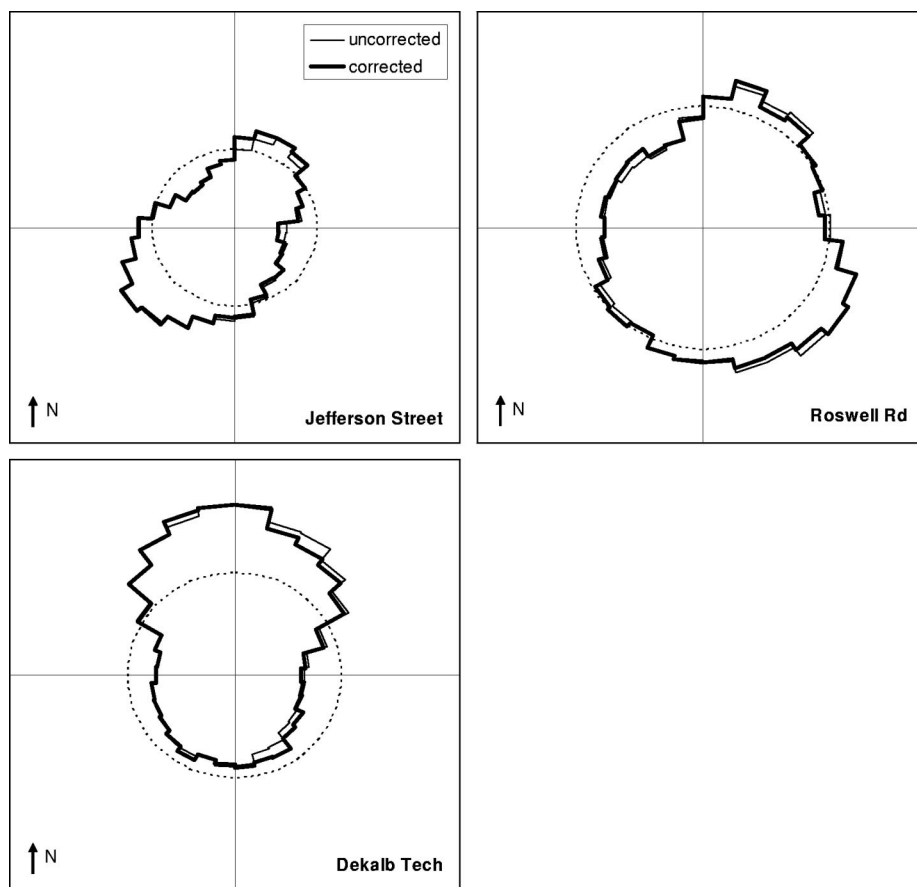 uncorrected
corrected
N
Jefferson Street
N
Roswell Rd
N
Dekalb Tech